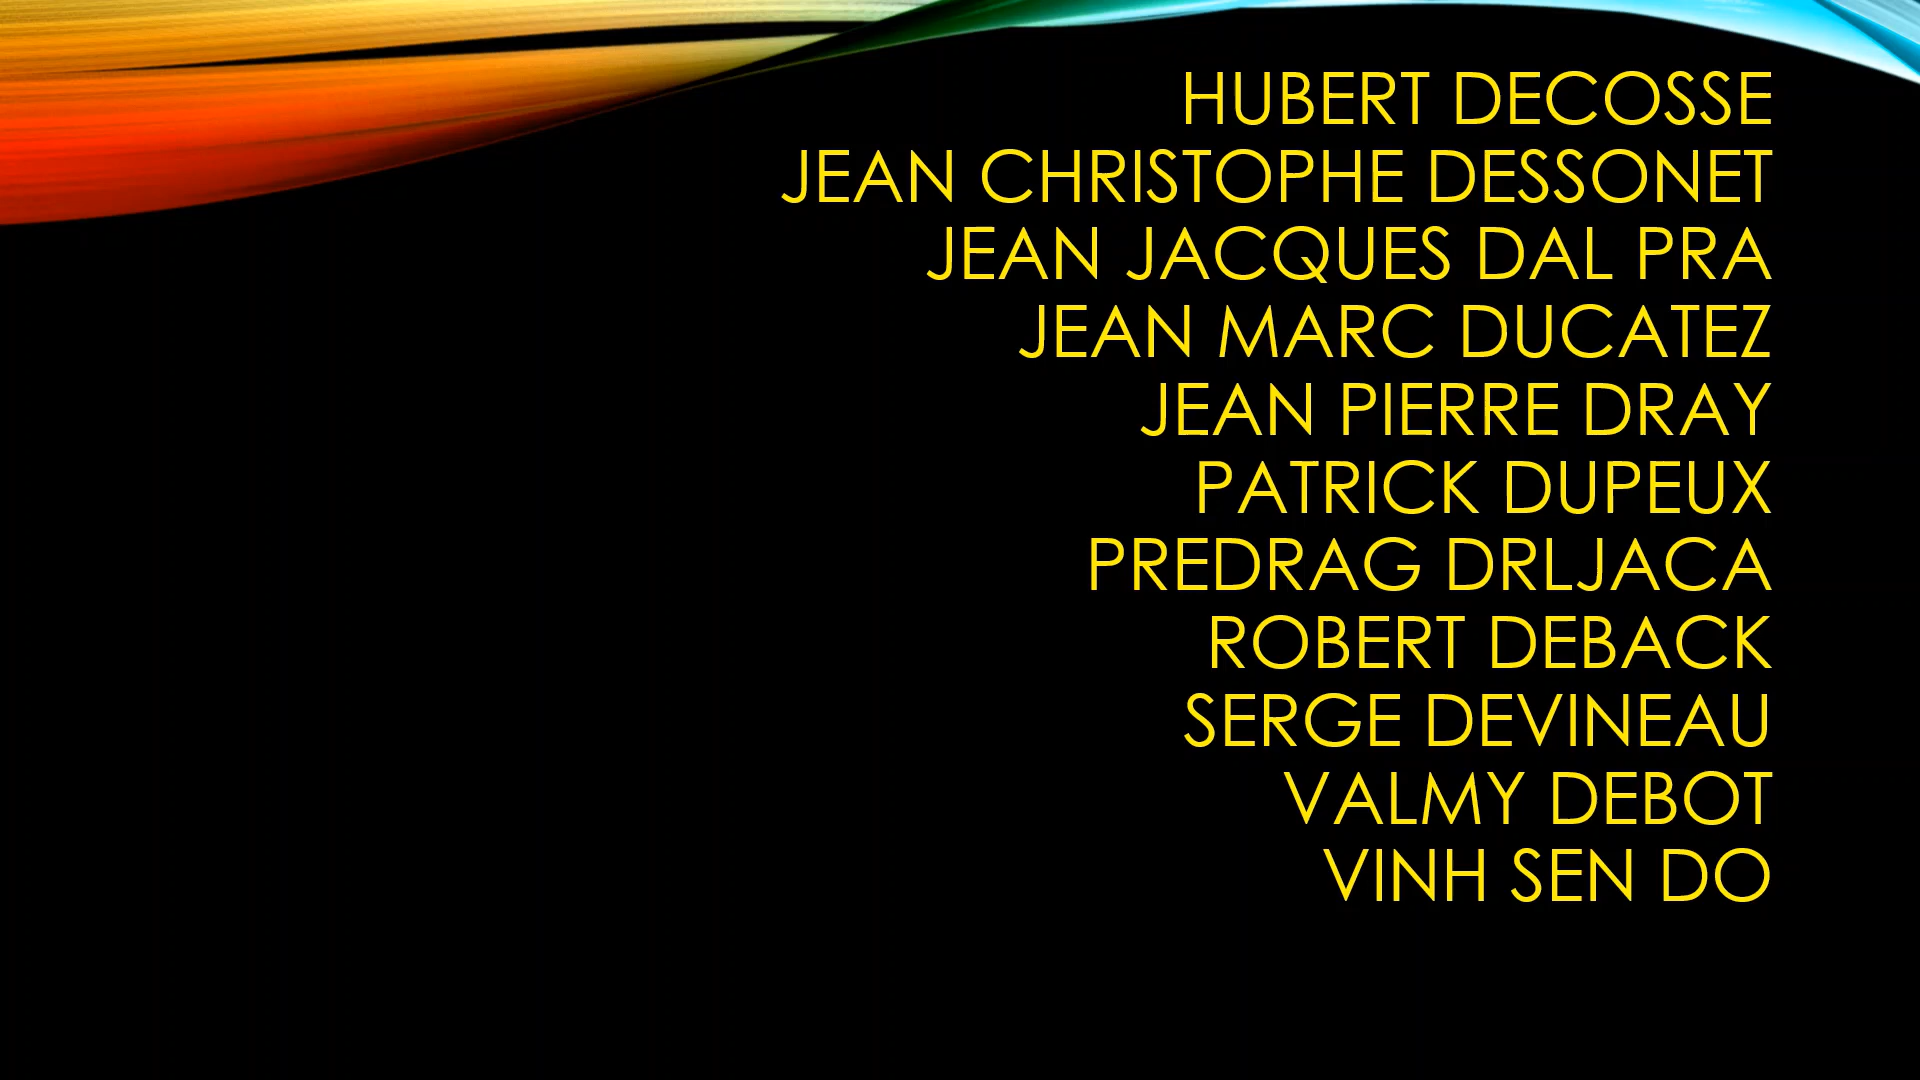 HUBERT DECOSSE
JEAN CHRISTOPHE DESSONET
JEAN JACQUES DAL PRA
JEAN MARC DUCATEZ
JEAN PIERRE DRAY
PATRICK DUPEUX
PREDRAG DRLJACA
ROBERT DEBACK
SERGE DEVINEAU
VALMY DEBOT
VINH SEN DO